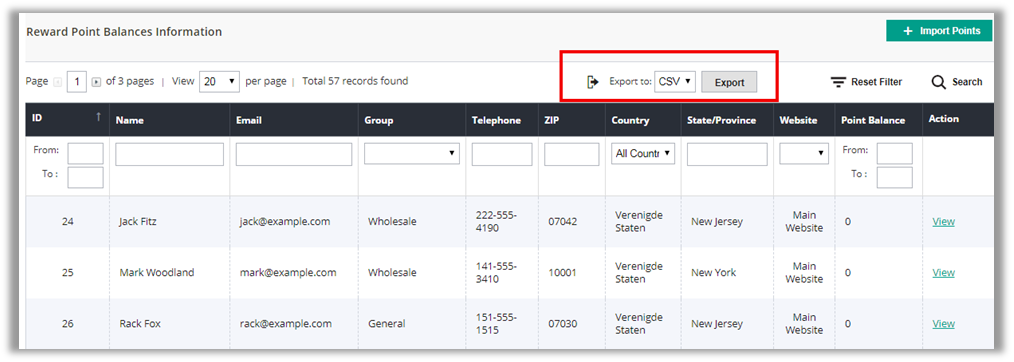 Reward Point Balances Information
+ Import Points
Page 1 of 3 pages | View 20 per page | Total 57 records found
Export to: CSV Export
Reset Filter Search
ID Name Email Group Telephone ZIP Country State/Province Website Point Balance Action
From: All Countr From:
To : To :
24 Jack Fitz jack@example.com Wholesale 222-555-4190 07042 Verenigde Staten New Jersey Main Website 0 View
25 Mark Woodland mark@example.com Wholesale 141-555-3410 10001 Verenigde Staten New York Main Website 0 View
26 Rack Fox rack@example.com General 151-555-1515 07030 Verenigde Staten New Jersey Main Website 0 View